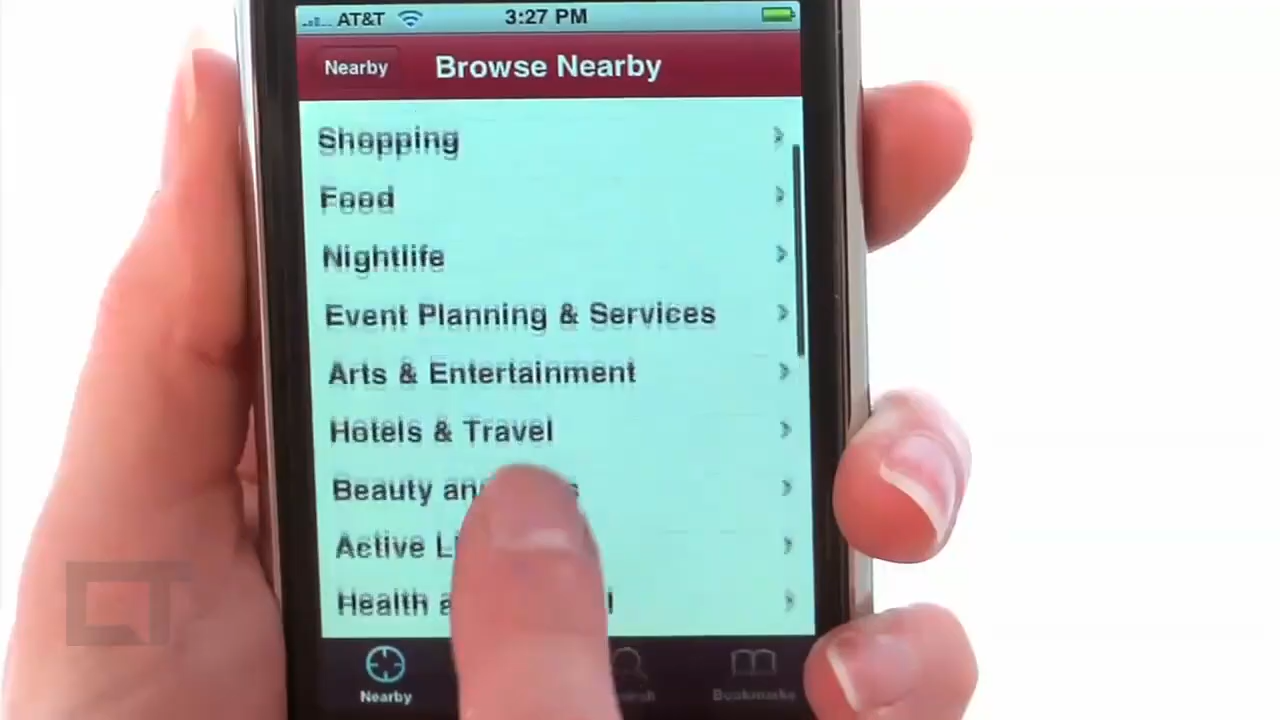 AT&T 3:27 PM
Nearby Browse Nearby
Shopping
Food
Nightlife
Event Planning & Services
Arts & Entertainment
Hotels & Travel
Beauty
Active
Health
Nearby Bookmarks